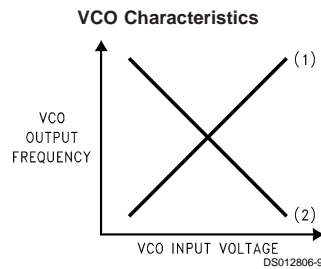 VCO Characteristics
(1)
VCO
OUTPUT
FREQUENCY
(2)
VCO INPUT VOLTAGE
DS012806-9